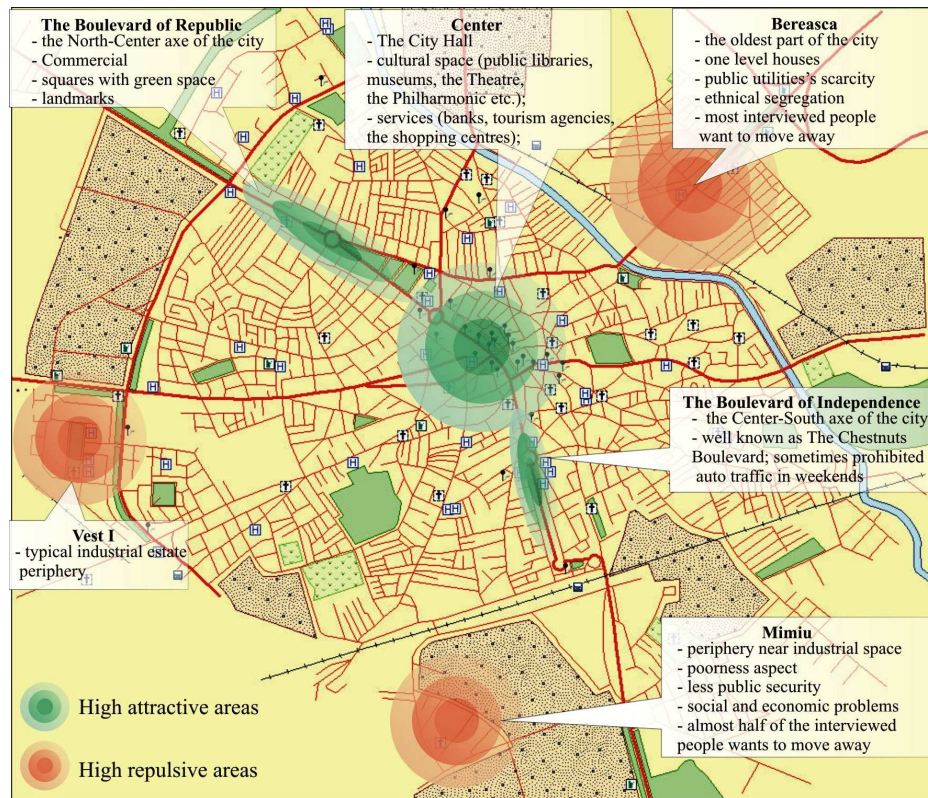 The Boulevard of Republic
- the North-Center axe of the city
- Commercial
- squares with green space
- landmarks
Center
- The City Hall
- cultural space (public libraries,
museums, the Theatre,
the Philharmonic etc.);
- services (banks, tourism agencies,
the shopping centres);
Bereasca
- the oldest part of the city
- one level houses
- public utilities's scarcity
- ethnical segregation
- most interviewed people
want to move away
The Boulevard of Independence
- the Center-South axe of the city
- well known as The Chestnuts
Boulevard; sometimes prohibited
auto traffic in weekends
Vest I
- typical industrial estate
periphery
Mimiu
- periphery near industrial space
- poorness aspect
- less public security
- social and economic problems
- almost half of the interviewed
people wants to move away
High attractive areas
High repulsive areas